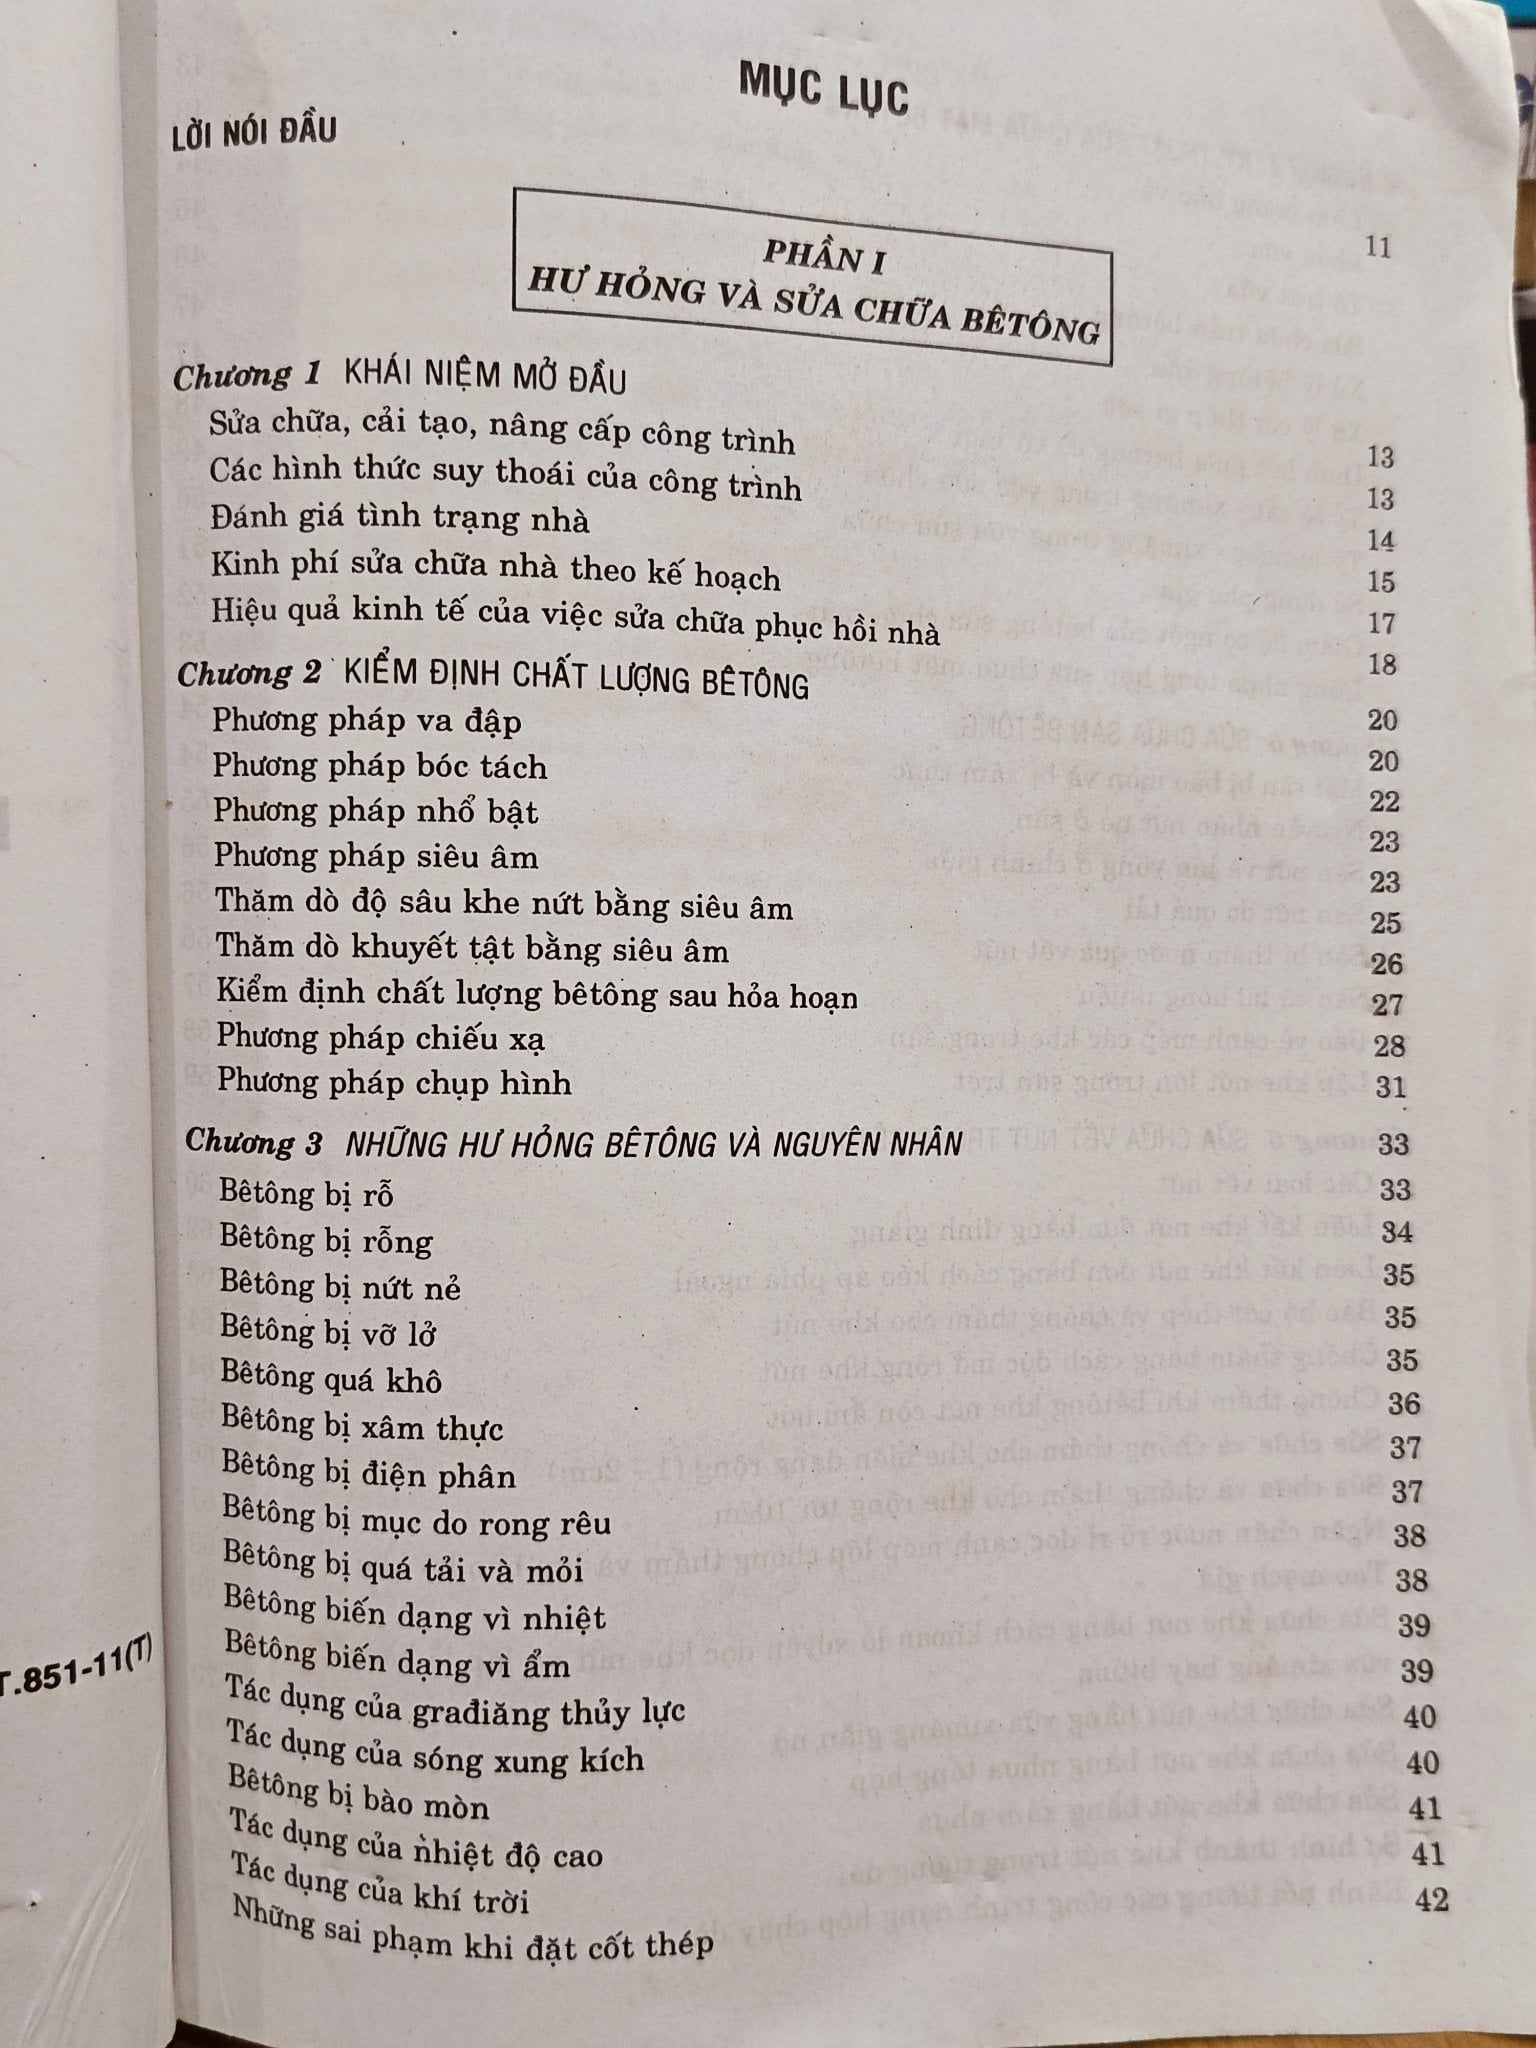 MỤC LỤC
LỜI NÓI ĐẦU 11
PHẦN I
HƯ HỎNG VÀ SỬA CHỮA BÊTÔNG
Chương 1 KHÁI NIỆM MỞ ĐẦU 13
Sửa chữa, cải tạo, nâng cấp công trình 13
Các hình thức suy thoái của công trình 14
Đánh giá tình trạng nhà 15
Kinh phí sửa chữa nhà theo kế hoạch 17
Hiệu quả kinh tế của việc sửa chữa phục hồi nhà 18
Chương 2 KIỂM ĐỊNH CHẤT LƯỢNG BÊTÔNG 20
Phương pháp va đập 20
Phương pháp bóc tách 22
Phương pháp nhổ bật 23
Phương pháp siêu âm 23
Thăm dò độ sâu khe nứt bằng siêu âm 25
Thăm dò khuyết tật bằng siêu âm 26
Kiểm định chất lượng bêtông sau hỏa hoạn 27
Phương pháp chiếu xạ 28
Phương pháp chụp hình 31
Chương 3 NHỮNG HƯ HỎNG BÊTÔNG VÀ NGUYÊN NHÂN 33
Bêtông bị rỗ 33
Bêtông bị rỗng 34
Bêtông bị nứt nẻ 35
Bêtông bị vỡ lở 35
Bêtông quá khô 35
Bêtông bị xâm thực 36
Bêtông bị điện phân 37
Bêtông bị mục do rong rêu 37
Bêtông bị quá tải và mỏi 38
Bêtông biến dạng vì nhiệt 38
Bêtông biến dạng vì ẩm 39
Tác dụng của građiăng thủy lực 39
Tác dụng của sóng xung kích 40
Bêtông bị bào mòn 40
Tác dụng của nhiệt độ cao 41
Tác dụng của khí trời 41
Những sai phạm khi đặt cốt thép 42
T.851-11(T)